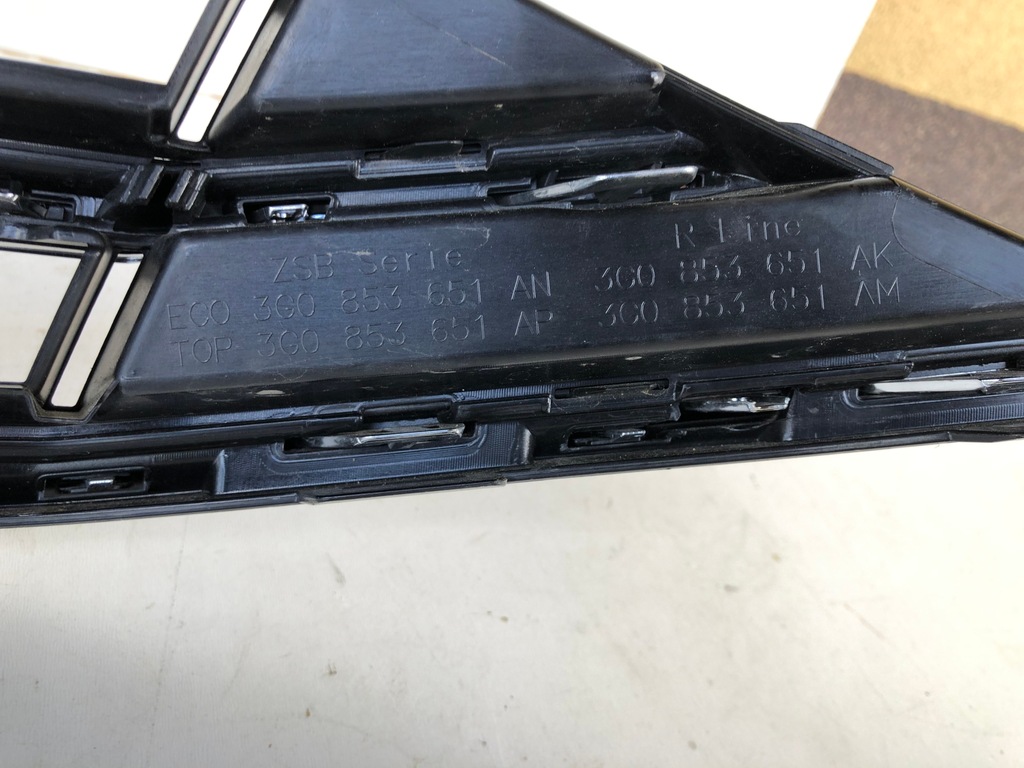 ZSB Serie R Line
ECO 3G0 853 651 AN 3G0 853 651 AK
TOP 3G0 853 651 AP 3G0 853 651 AM